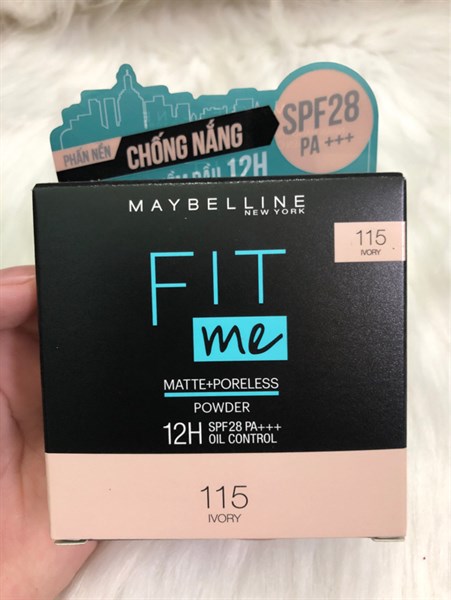 PHẤN NỀN
CHỐNG NẮNG
SPF28
PA +++
DẦU 12H
MAYBELLINE
NEW YORK
115
IVORY
FIT
me
MATTE+PORELESS
POWDER
12H SPF28 PA+++
OIL CONTROL
115
IVORY